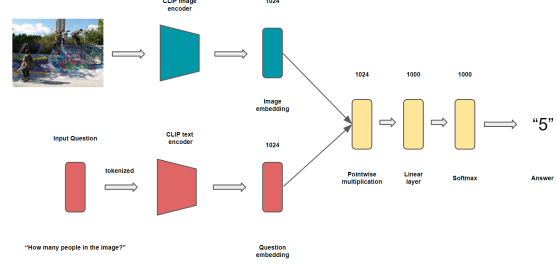 CLIP image
encoder
1024
Image
embedding
1024
1000
1000
"5"
Pointwise
multiplication
Linear
layer
Softmax
Answer
Input Question
tokenized
CLIP text
encoder
1024
"How many people in the image?"
Question
embedding